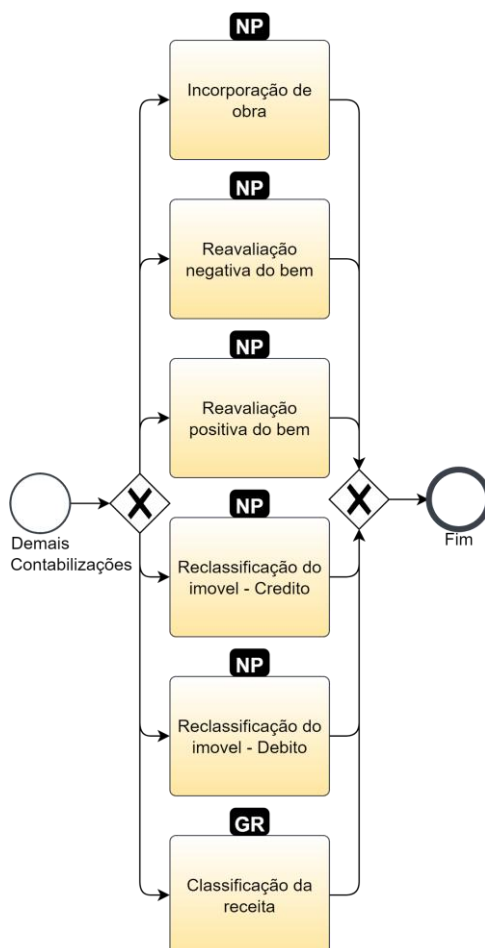 NP
Incorporação de
obra
NP
Reavaliação
negativa do bem
NP
Reavaliação
positiva do bem
Demais
Contabilizações
Fim
NP
Reclassificação do
imovel - Credito
NP
Reclassificação do
imovel - Debito
GR
Classificação da
receita